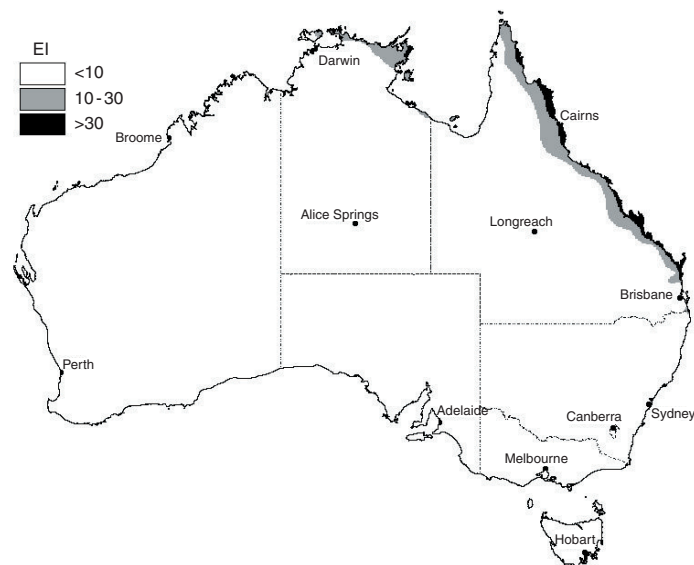 EI
<10
10-30
>30
Darwin
Broome
Cairns
Alice Springs
Longreach
Brisbane
Perth
Adelaide
Canberra
Sydney
Melbourne
Hobart